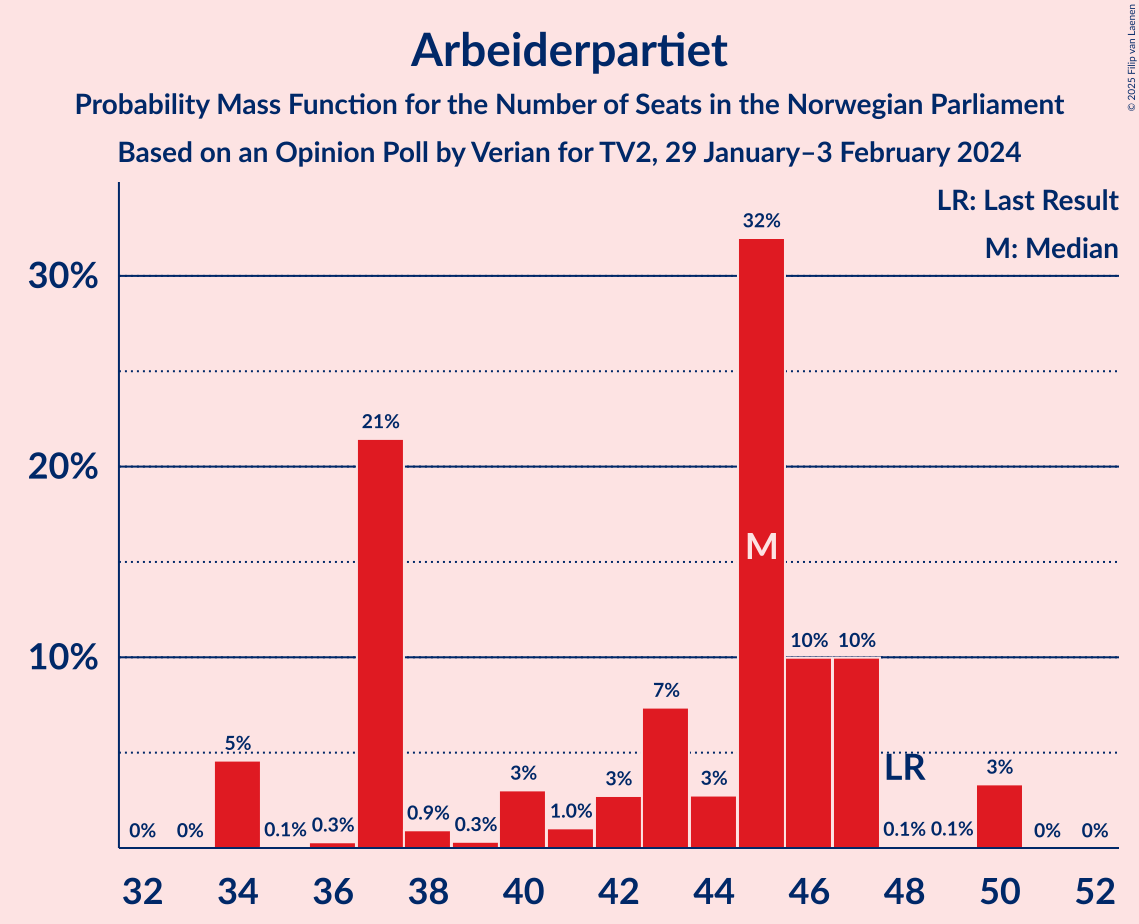 Arbeiderpartiet
Probability Mass Function for the Number of Seats in the Norwegian Parliament
Based on an Opinion Poll by Verian for TV2, 29 January–3 February 2024
© 2025 Filip van Laenen
LR: Last Result
M: Median
30%
20%
10%
0%
0%
5%
0.1%
0.3%
21%
0.9%
0.3%
3%
1.0%
3%
7%
3%
32%
M
10%
10%
LR
0.1%
0.1%
3%
0%
0%
32 34 36 38 40 42 44 46 48 50 52